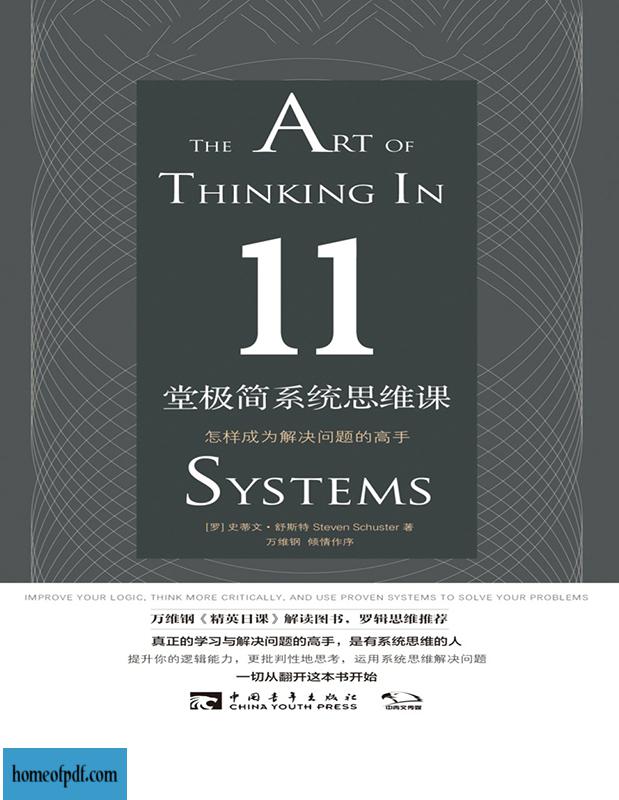 THE ART OF
THINKING IN
11
堂极简系统思维课
怎样成为解决问题的高手
SYSTEMS
[罗] 史蒂文·舒斯特 Steven Schuster 著
万维钢 倾情作序
IMPROVE YOUR LOGIC, THINK MORE CRITICALLY, AND USE PROVEN SYSTEMS TO SOLVE YOUR PROBLEMS
万维钢《精英日课》解读图书、罗辑思维推荐
真正的学习与解决问题的高手，是有系统思维的人
提升你的逻辑能力，更批判性地思考，运用系统思维解决问题
一切从翻开这本书开始
中国青年出版社
CHINA YOUTH PRESS
中青文传媒
homeofpdf.com